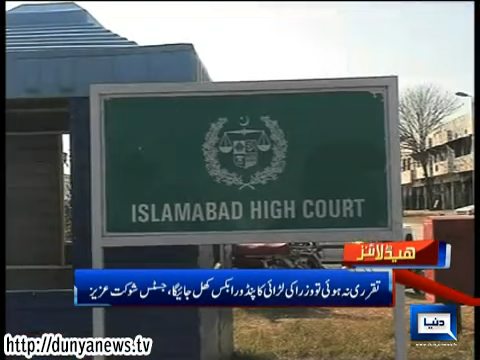 ISLAMABAD HIGH COURT
ہیڈلائنز
تقرری نہ ہوئی تو وزرا کی لڑائی کا پنڈورا بکس کھل جائیگا، جسٹس شوکت عزیز
دنیا
http://dunyanews.tv